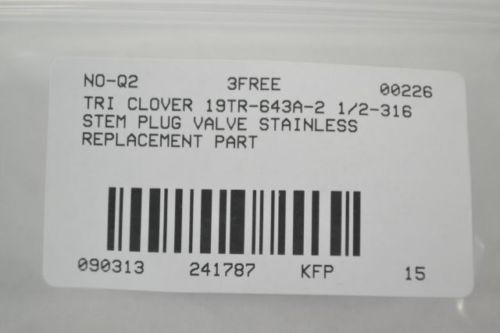 NO-Q2 3FREE 00226
TRI CLOVER 19TR-643A-2 1/2-316
STEM PLUG VALVE STAINLESS
REPLACEMENT PART
090313 241787 KFP 15